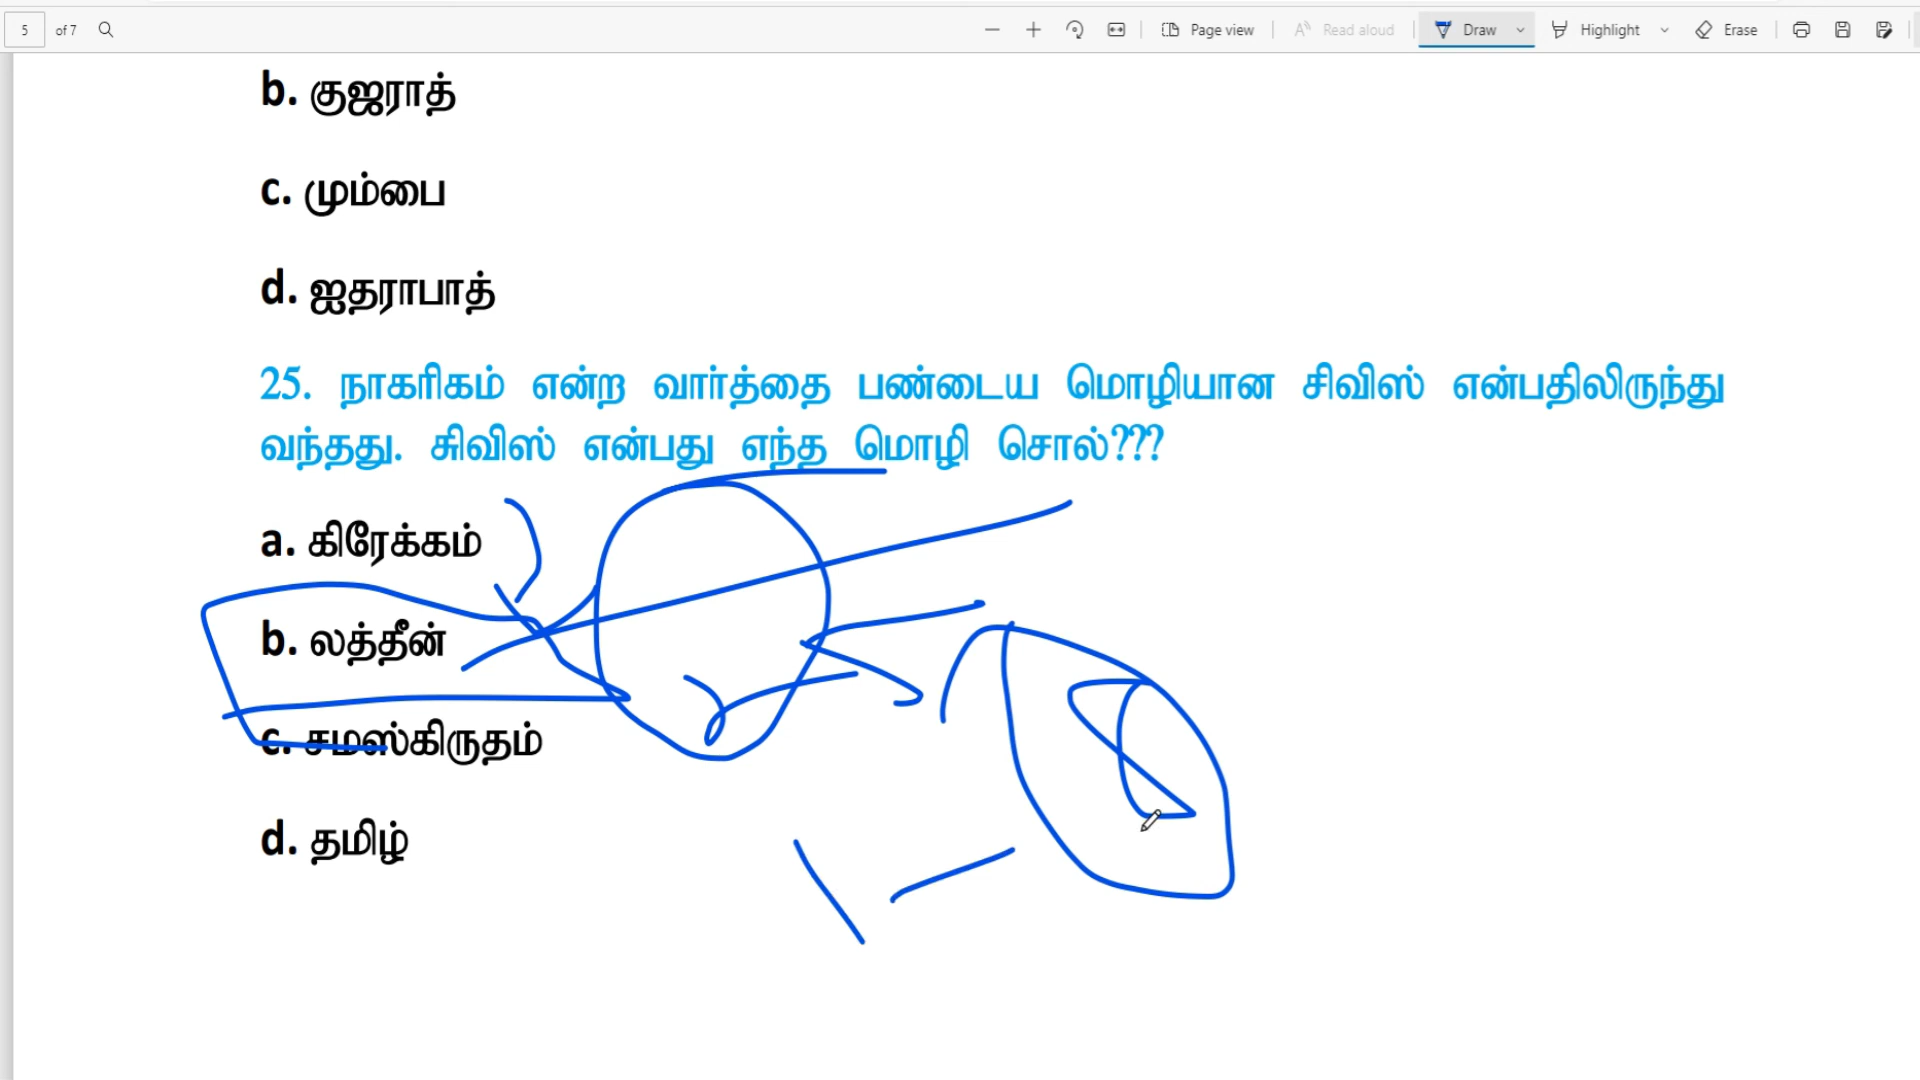 5 of 7 Page view Read aloud Draw Highlight Erase
b. குஜராத்
c. மும்பை
d. ஐதராபாத்
25. நாகரிகம் என்ற வார்த்தை பண்டைய மொழியான சிவிஸ் என்பதிலிருந்து
வந்தது. சிவிஸ் என்பது எந்த மொழி சொல்???
a. கிரேக்கம்
b. லத்தீன்
c. சமஸ்கிருதம்
d. தமிழ்